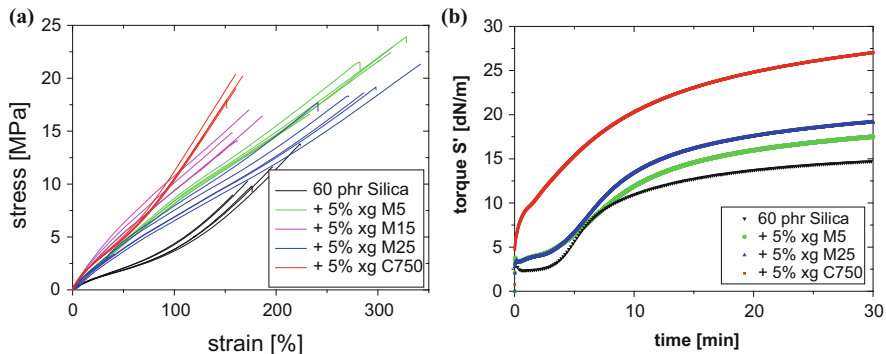 (a)
25
20
15
10
5
0
stress [MPa]
0
100
200
300
strain [%]
60 phr Silica
+ 5% xg M5
+ 5% xg M15
+ 5% xg M25
+ 5% xg C750
(b)
30
25
20
15
10
5
0
torque S' [dN/m]
0
10
20
30
time [min]
60 phr Silica
+ 5% xg M5
+ 5% xg M25
+ 5% xg C750